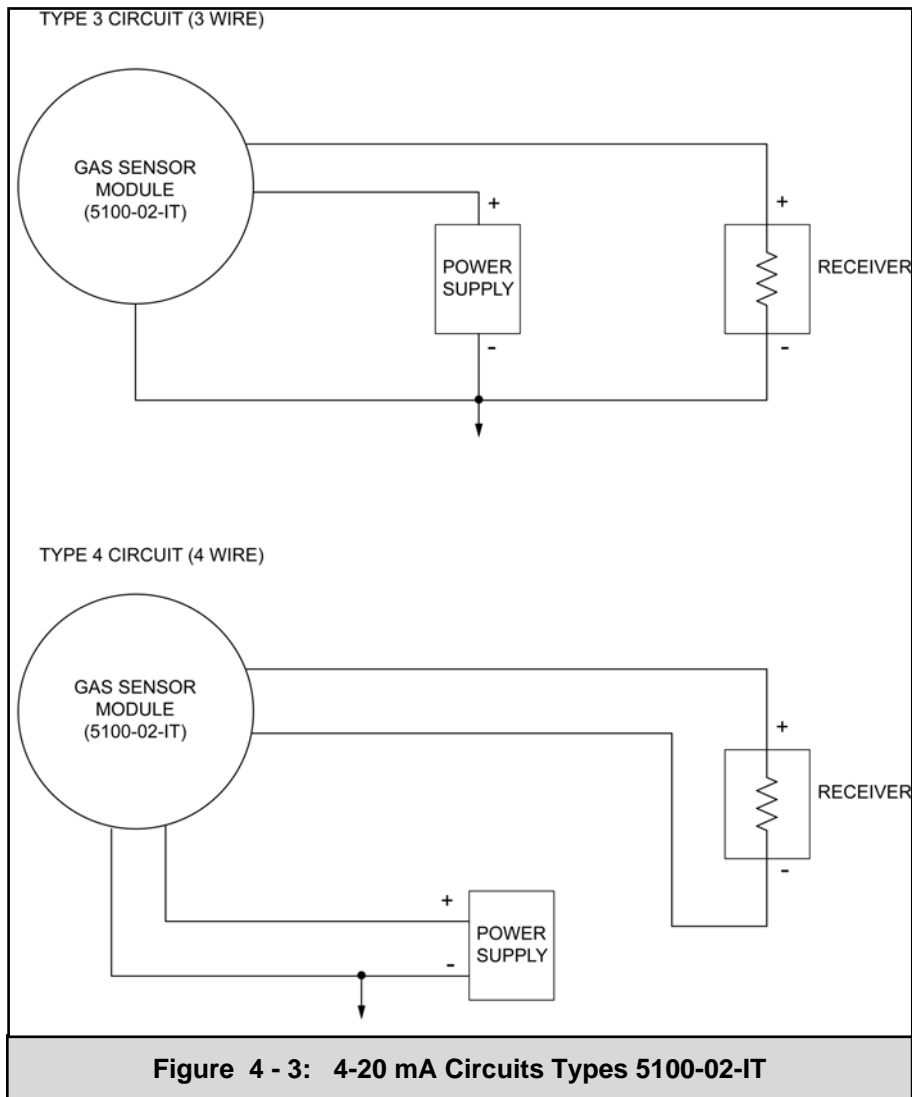 TYPE 3 CIRCUIT (3 WIRE)
GAS SENSOR
MODULE
(5100-02-IT)
+
POWER
SUPPLY
-
+
RECEIVER
-
TYPE 4 CIRCUIT (4 WIRE)
GAS SENSOR
MODULE
(5100-02-IT)
+
RECEIVER
-
+
POWER
SUPPLY
-
Figure 4 - 3: 4-20 mA Circuits Types 5100-02-IT